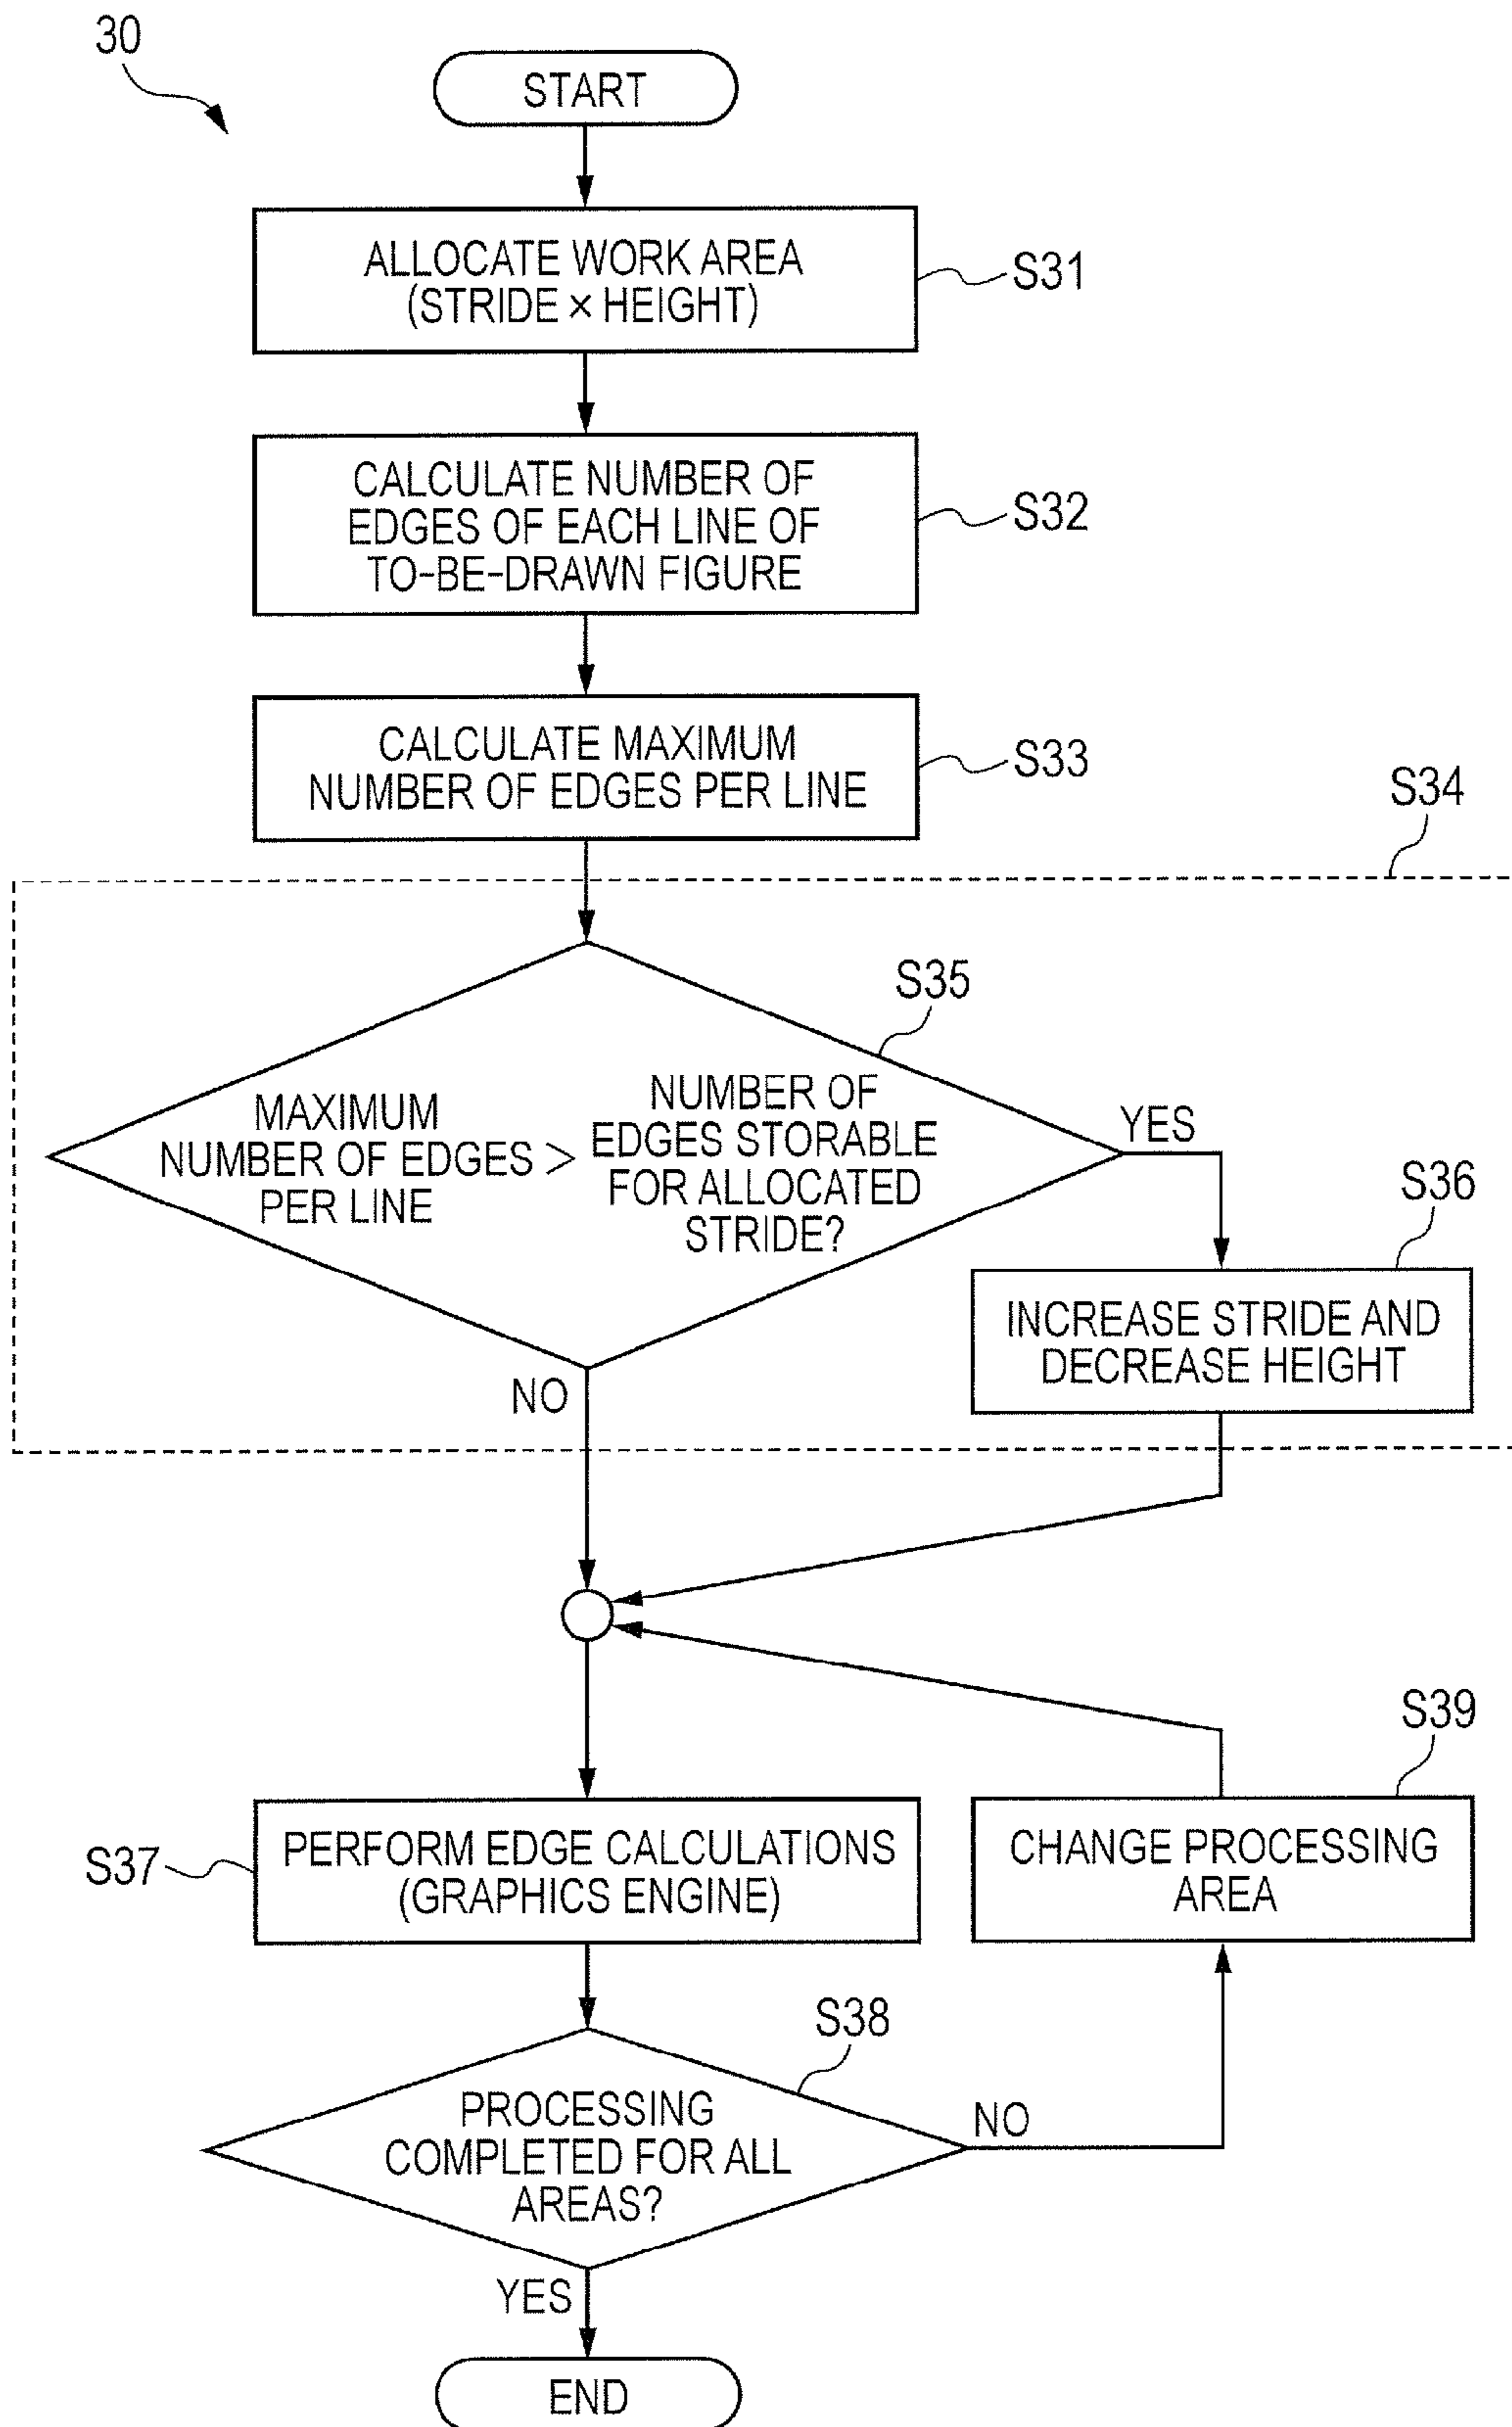 30
START
ALLOCATE WORK AREA
(STRIDE × HEIGHT)
S31
CALCULATE NUMBER OF
EDGES OF EACH LINE OF
TO-BE-DRAWN FIGURE
S32
CALCULATE MAXIMUM
NUMBER OF EDGES PER LINE
S33
S34
S35
MAXIMUM
NUMBER OF EDGES >
PER LINE
NUMBER OF
EDGES STORABLE
FOR ALLOCATED
STRIDE?
YES
S36
INCREASE STRIDE AND
DECREASE HEIGHT
NO
S39
S37
PERFORM EDGE CALCULATIONS
(GRAPHICS ENGINE)
CHANGE PROCESSING
AREA
S38
PROCESSING
COMPLETED FOR ALL
AREAS?
NO
YES
END